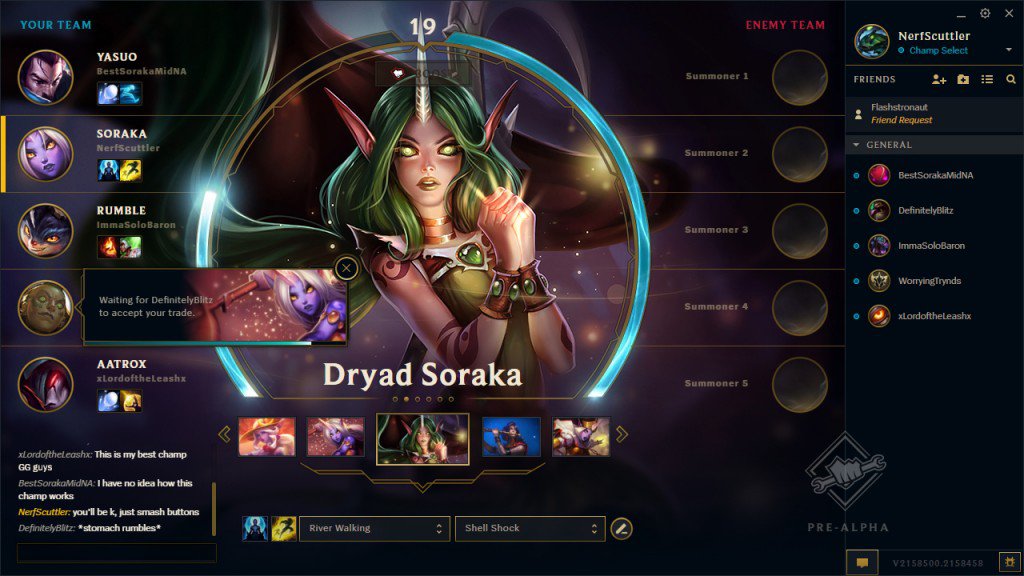 YOUR TEAM
19
ENEMY TEAM
YASUO
BestSorakaMidNA
SORAKA
NerfScuttler
RUMBLE
ImmaSoloBaron
Waiting for DefinitelyBlitz
to accept your trade.
AATROX
xLordoftheLeashx
Dryad Soraka
Summoner 1
Summoner 2
Summoner 3
Summoner 4
Summoner 5
xLordoftheLeashx: This is my best champ
GG guys
BestSorakaMidNA: I have no idea how this
champ works
NerfScuttler: you'll be k, just smash buttons
DefinitelyBlitz: *stomach rumbles*
River Walking
Shell Shock
NerfScuttler
Champ Select
FRIENDS
Flashstronaut
Friend Request
GENERAL
BestSorakaMidNA
DefinitelyBlitz
ImmaSoloBaron
WorryingTrynds
xLordoftheLeashx
PRE-ALPHA
V2158500.2158458